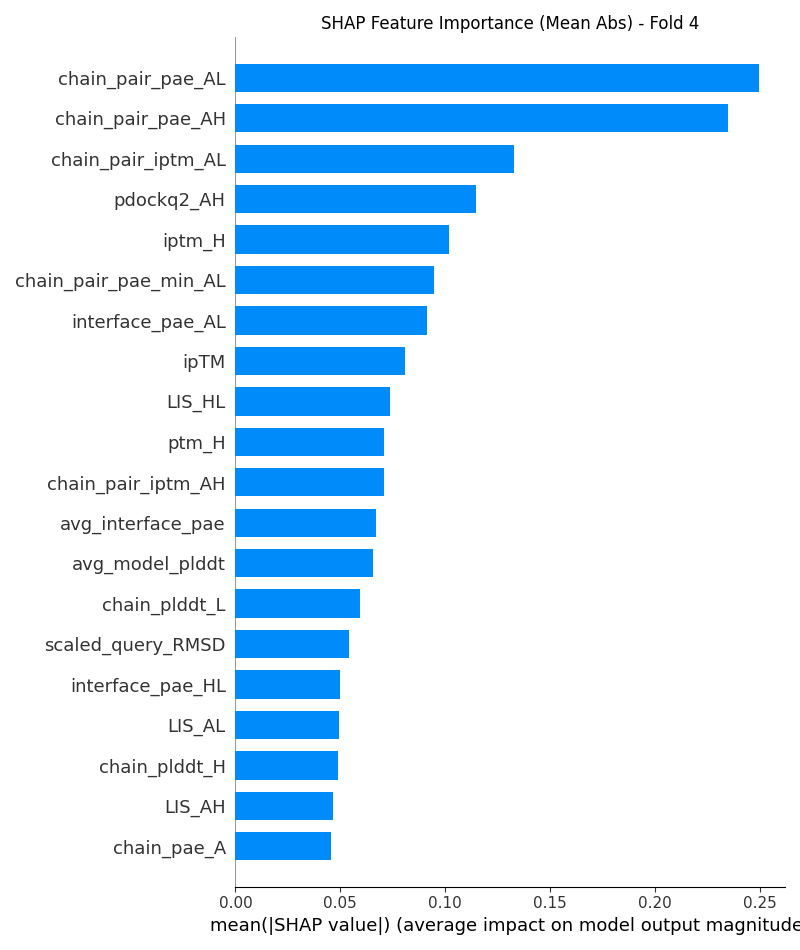 SHAP Feature Importance (Mean Abs) - Fold 4
chain_pair_pae_AL
chain_pair_pae_AH
chain_pair_iptm_AL
pdockq2_AH
iptm_H
chain_pair_pae_min_AL
interface_pae_AL
ipTM
LIS_HL
ptm_H
chain_pair_iptm_AH
avg_interface_pae
avg_model_plddt
chain_plddt_L
scaled_query_RMSD
interface_pae_HL
LIS_AL
chain_plddt_H
LIS_AH
chain_pae_A
0.00 0.05 0.10 0.15 0.20 0.25
mean(|SHAP value|) (average impact on model output magnitude